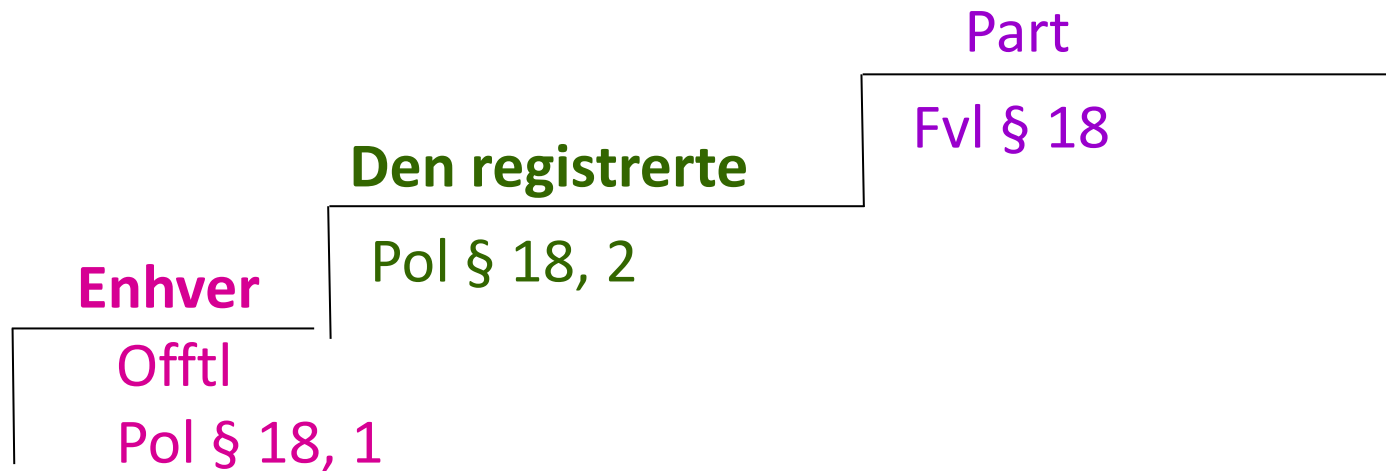 Part
Fvl § 18
Den registrerte
Pol § 18, 2
Enhver
Offtl
Pol § 18, 1